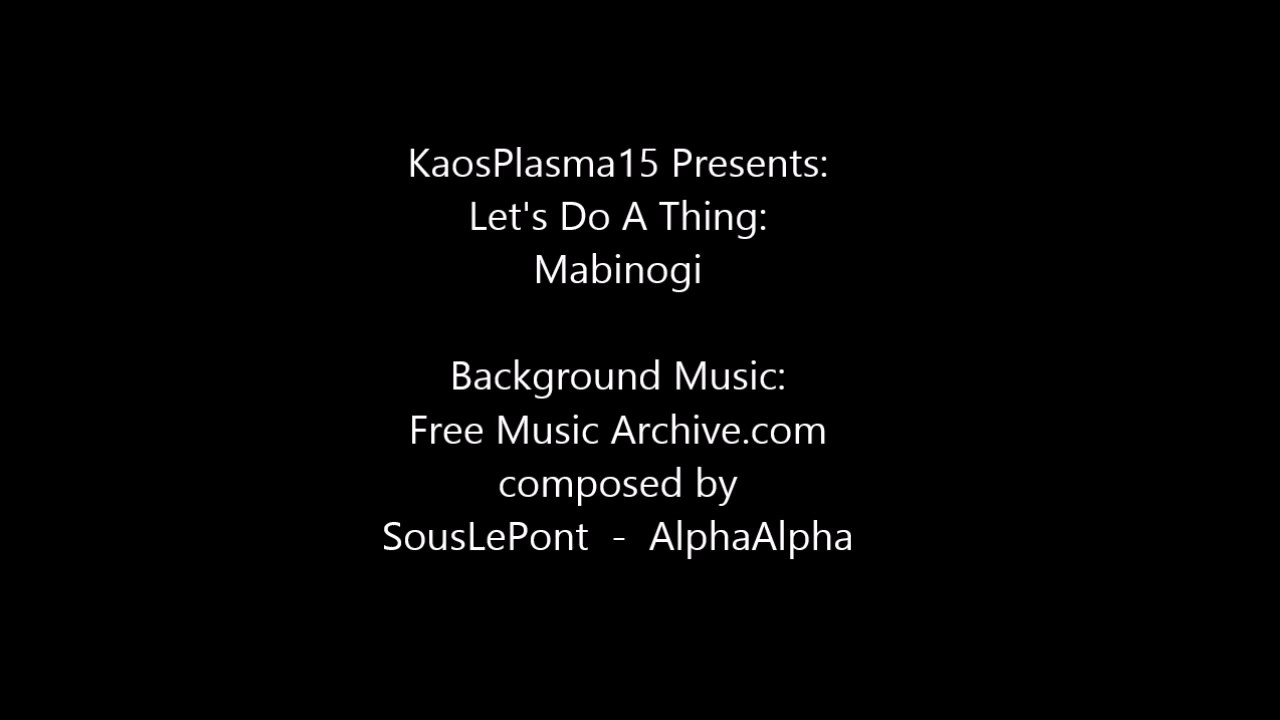 KaosPlasma15 Presents:
Let's Do A Thing:
Mabinogi
Background Music:
Free Music Archive.com
composed by
SousLePont - AlphaAlpha